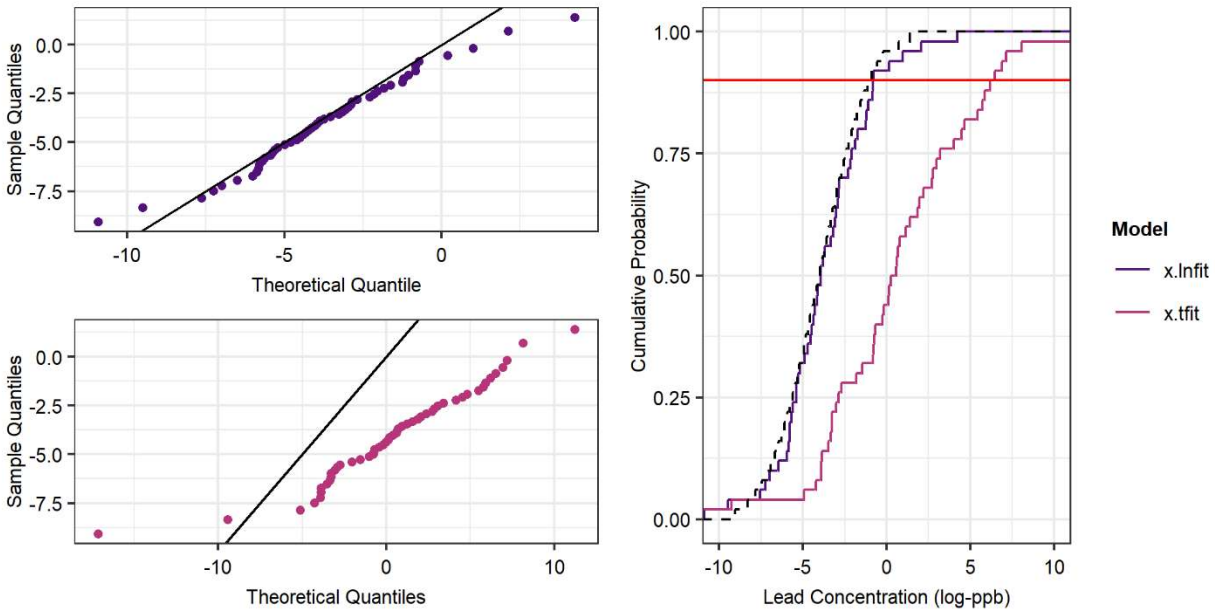 0.0
-2.5
-5.0
-7.5
Sample Quantiles
-10
-5
0
Theoretical Quantile
0.0
-2.5
-5.0
-7.5
Sample Quantiles
-10
0
10
Theoretical Quantiles
1.00
0.75
0.50
0.25
0.00
Cumulative Probability
-10
-5
0
5
10
Lead Concentration (log-ppb)
Model
x.lnfit
x.tfit